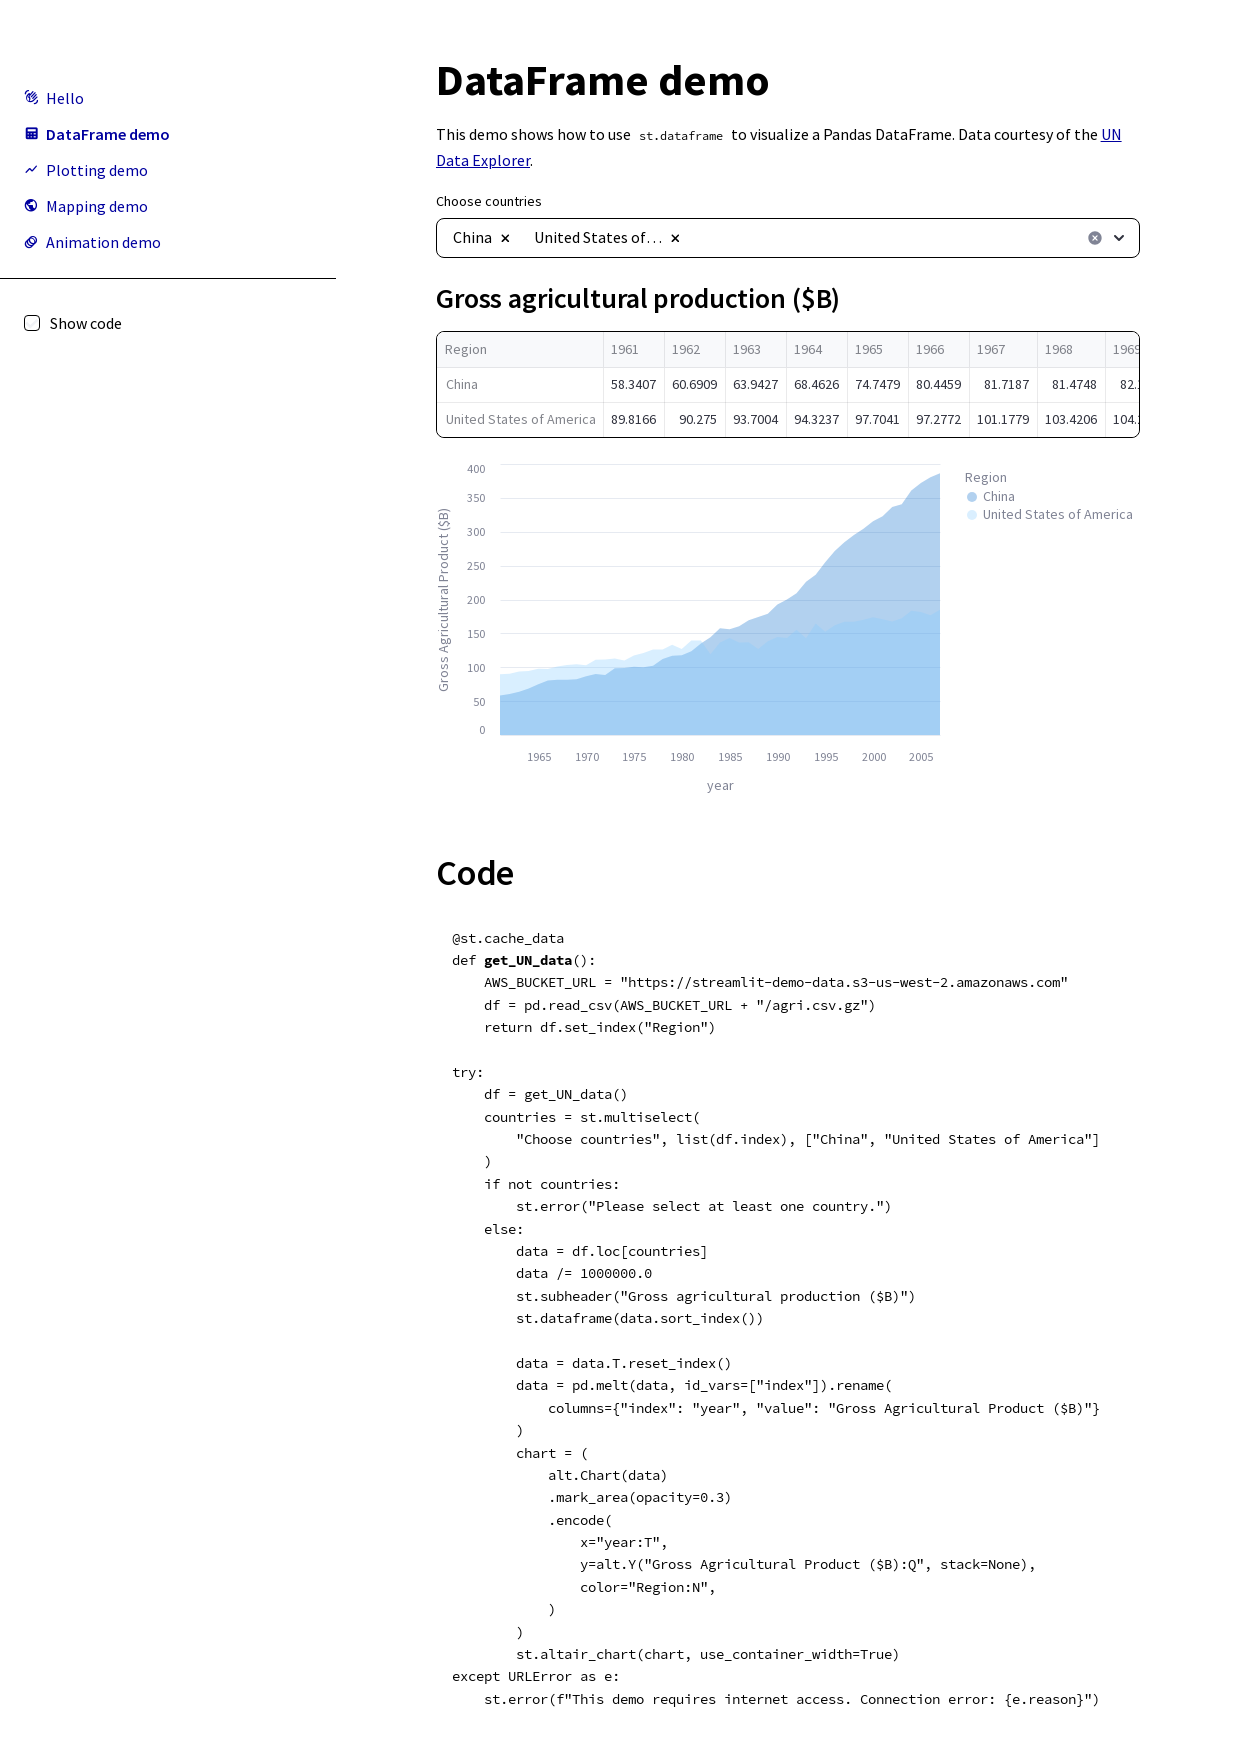 Hello
DataFrame demo
Plotting demo
Mapping demo
Animation demo
Show code
DataFrame demo
This demo shows how to use st.dataframe to visualize a Pandas DataFrame. Data courtesy of the UN
Data Explorer.
Choose countries
China United States of…
Gross agricultural production ($B)
Region 1961 1962 1963 1964 1965 1966 1967 1968 1969
China 58.3407 60.6909 63.9427 68.4626 74.7479 80.4459 81.7187 81.4748 82.
United States of America 89.8166 90.275 93.7004 94.3237 97.7041 97.2772 101.1779 103.4206 104.
Gross Agricultural Product ($B)
400
350
300
250
200
150
100
50
0
1965 1970 1975 1980 1985 1990 1995 2000 2005
year
Region
China
United States of America
Code
@st.cache_data
def get_UN_data():
    AWS_BUCKET_URL = "https://streamlit-demo-data.s3-us-west-2.amazonaws.com"
    df = pd.read_csv(AWS_BUCKET_URL + "/agri.csv.gz")
    return df.set_index("Region")
try:
    df = get_UN_data()
    countries = st.multiselect(
        "Choose countries", list(df.index), ["China", "United States of America"]
    )
    if not countries:
        st.error("Please select at least one country.")
    else:
        data = df.loc[countries]
        data /= 1000000.0
        st.subheader("Gross agricultural production ($B)")
        st.dataframe(data.sort_index())
        data = data.T.reset_index()
        data = pd.melt(data, id_vars=["index"]).rename(
            columns={"index": "year", "value": "Gross Agricultural Product ($B)"}
        )
        chart = (
            alt.Chart(data)
            .mark_area(opacity=0.3)
            .encode(
                x="year:T",
                y=alt.Y("Gross Agricultural Product ($B):Q", stack=None),
                color="Region:N",
            )
        )
        st.altair_chart(chart, use_container_width=True)
except URLError as e:
    st.error(f"This demo requires internet access. Connection error: {e.reason}")